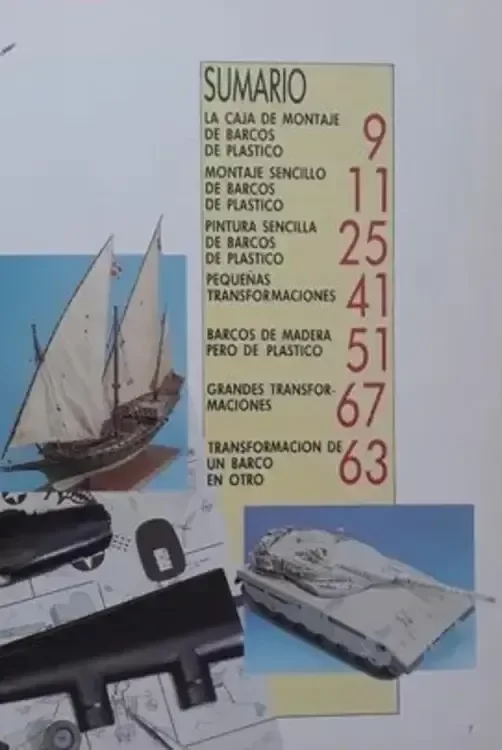 SUMARIO
LA CAJA DE MONTAJE
DE BARCOS
DE PLASTICO 9
MONTAJE SENCILLO
DE BARCOS
DE PLASTICO 11
PINTURA SENCILLA
DE BARCOS
DE PLASTICO 25
PEQUEÑAS
TRANSFORMACIONES 41
BARCOS DE MADERA
PERO DE PLASTICO 51
GRANDES TRANSFOR-
MACIONES 67
TRANSFORMACION DE
UN BARCO
EN OTRO 63